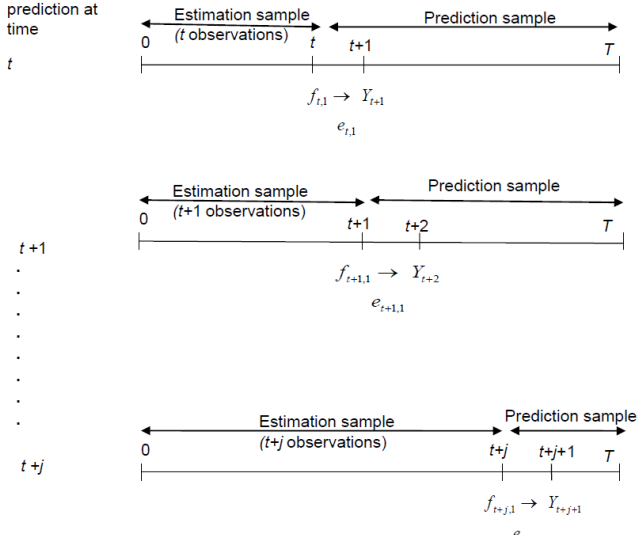 prediction at
time
Estimation sample
Prediction sample
(t observations)
0 t t+1 T
t
f_{t,1} → Y_{t+1}
e_{t,1}
Estimation sample
Prediction sample
(t+1 observations)
0 t+1 t+2 T
t +1
f_{t+1,1} → Y_{t+2}
e_{t+1,1}
.
.
.
.
.
.
.
.
Estimation sample
Prediction sample
(t+j observations)
0 t+j t+j+1 T
t +j
f_{t+j,1} → Y_{t+j+1}
e